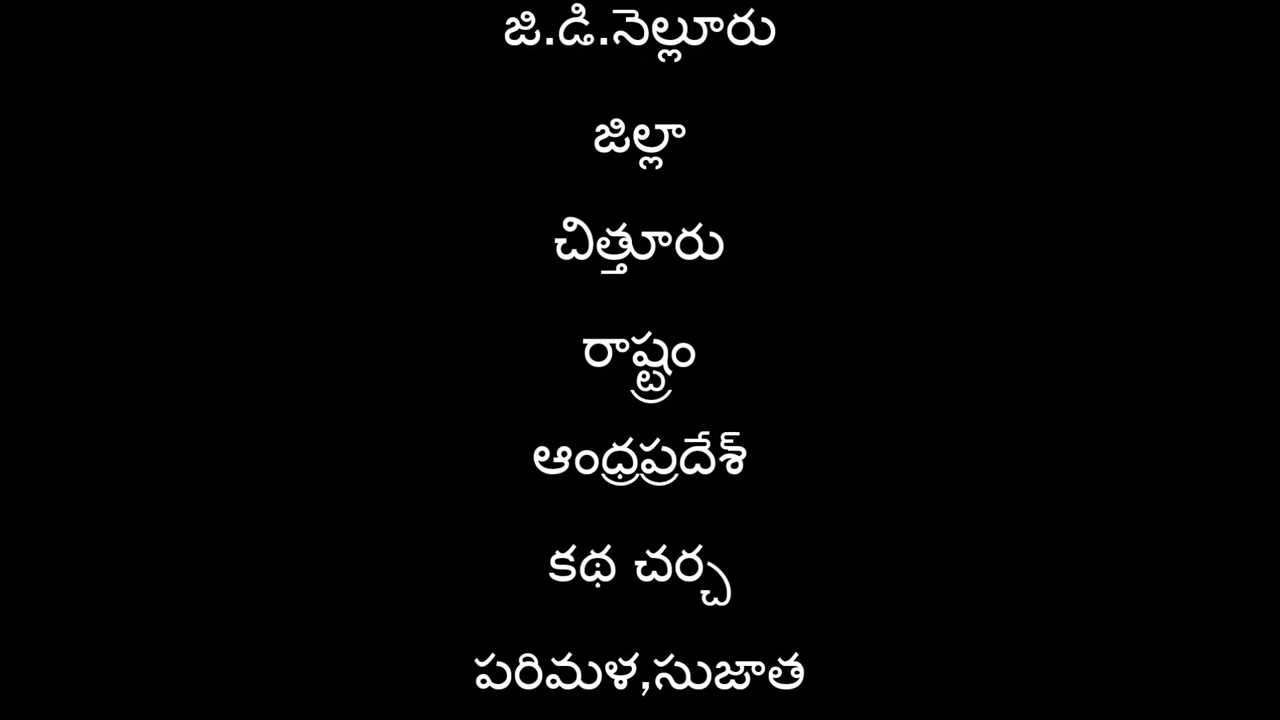 జి.డి.నెల్లూరు
జిల్లా
చిత్తూరు
రాష్ట్రం
ఆంధ్రప్రదేశ్
కథ చర్చ
పరిమళ,సుజాత